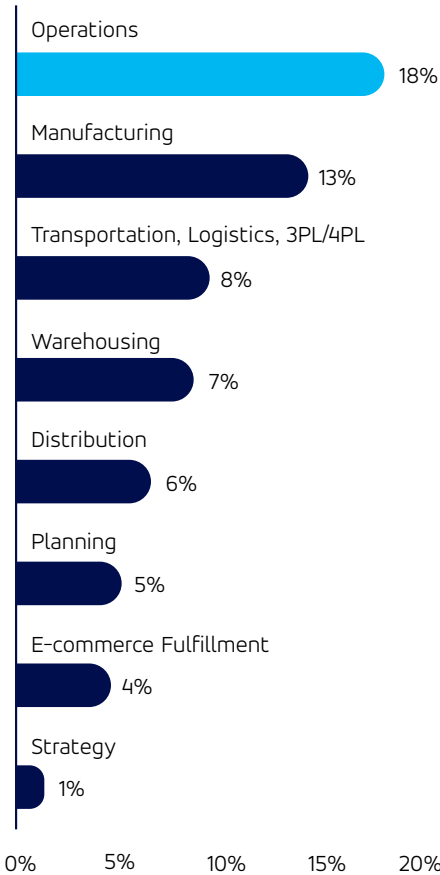 Operations
18%
Manufacturing
13%
Transportation, Logistics, 3PL/4PL
8%
Warehousing
7%
Distribution
6%
Planning
5%
E-commerce Fulfillment
4%
Strategy
1%
0% 5% 10% 15% 20%